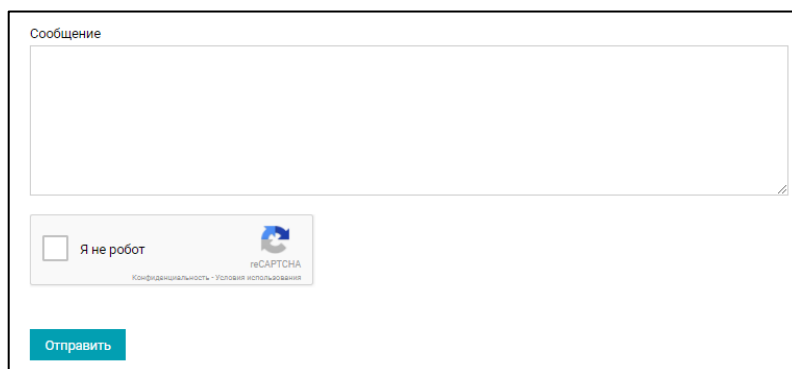 Сообщение
Я не робот
reCAPTCHA
Конфиденциальность - Условия использования
Отправить